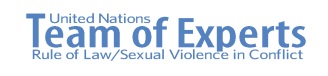 United Nations
Team of Experts
Rule of Law/Sexual Violence in Conflict